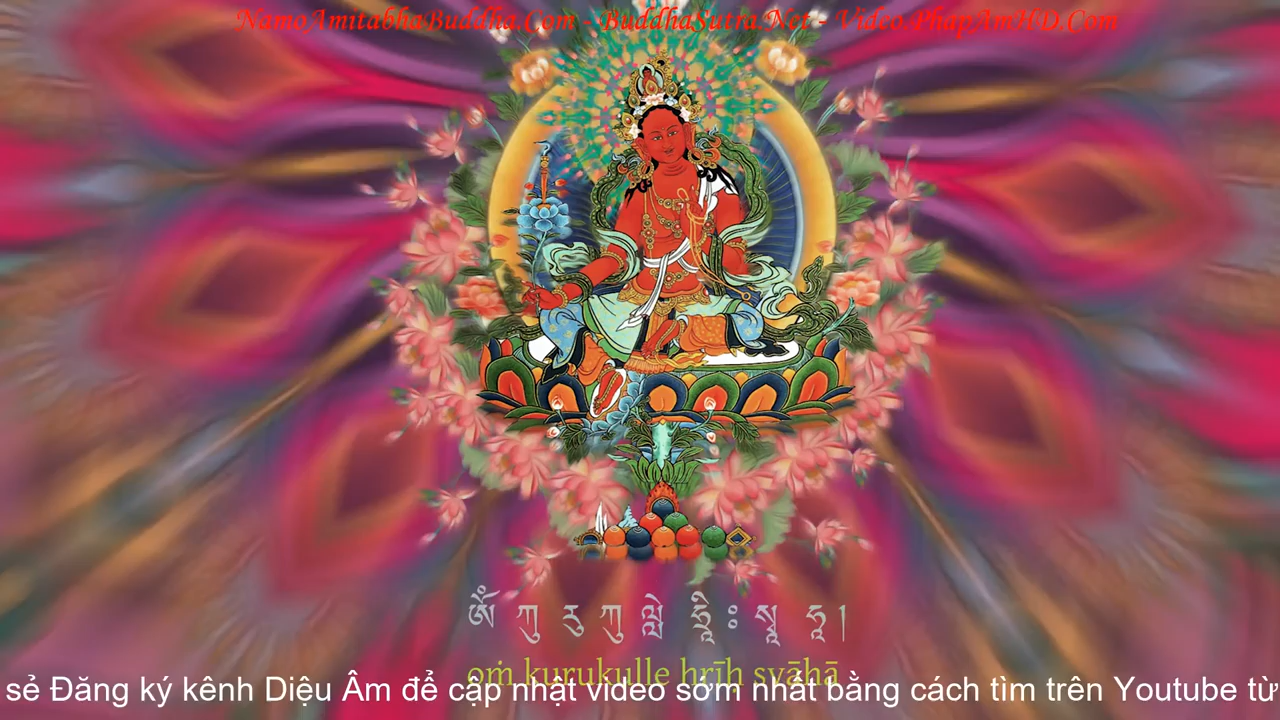 NamoAmitabhaBuddha.Com - BuddhaSutra.Net - Video.PhapAmHD.Com
ༀ ཀུ རུ ཀུ ལླེ ཧྲཱིཿ སྭཱ ཧཱ།
oṁ kurukulle hrīḥ svāhā
sẻ Đăng ký kênh Diệu Âm để cập nhật video sớm nhất bằng cách tìm trên Youtube từ